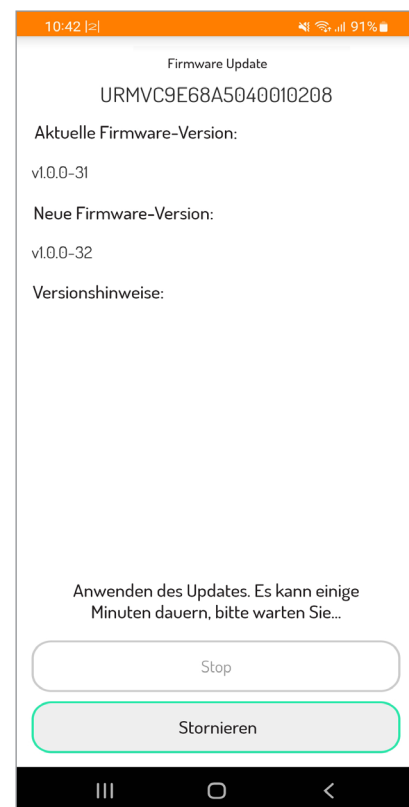 10:42 |2| 91%
Firmware Update
URMVC9E68A5040010208
Aktuelle Firmware-Version:
v1.0.0-31
Neue Firmware-Version:
v1.0.0-32
Versionshinweise:
Anwenden des Updates. Es kann einige
Minuten dauern, bitte warten Sie...
Stop
Stornieren